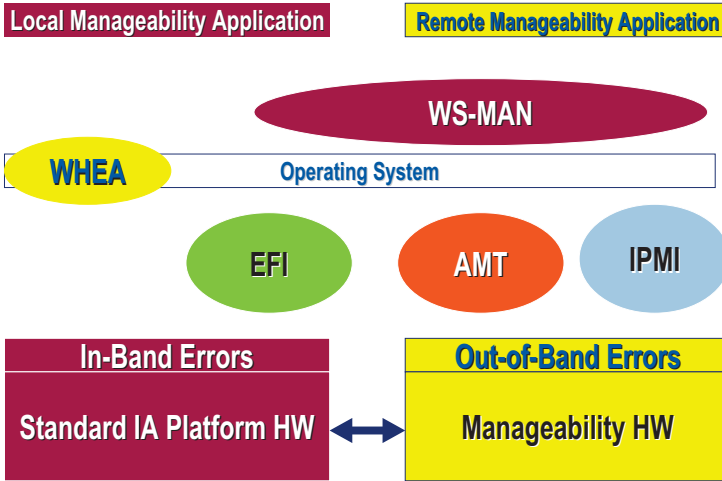 Local Manageability Application
Remote Manageability Application
WS-MAN
WHEA
Operating System
EFI
AMT
IPMI
In-Band Errors
Out-of-Band Errors
Standard IA Platform HW
Manageability HW